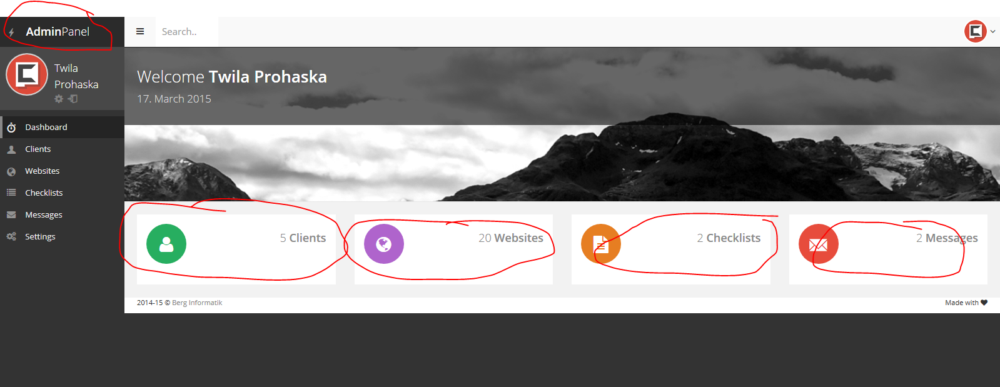 AdminPanel
Search..
Twila
Prohaska
Welcome Twila Prohaska
17. March 2015
Dashboard
Clients
Websites
Checklists
Messages
Settings
5 Clients
20 Websites
2 Checklists
2 Messages
2014-15 © Berg Informatik
Made with